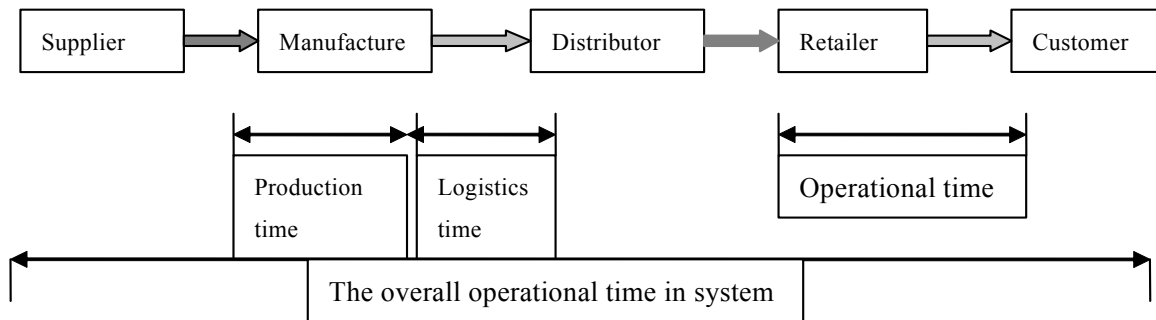 Supplier
Manufacture
Distributor
Retailer
Customer
Production
time
Logistics
time
Operational time
The overall operational time in system